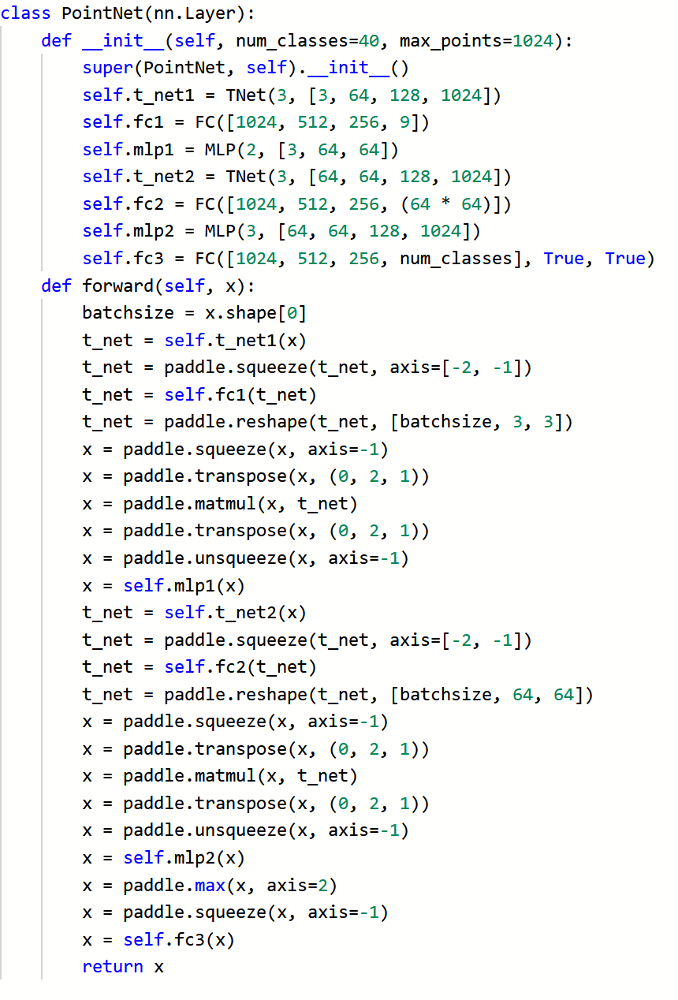 class PointNet(nn.Layer):
    def __init__(self, num_classes=40, max_points=1024):
        super(PointNet, self).__init__()
        self.t_net1 = TNet(3, [3, 64, 128, 1024])
        self.fc1 = FC([1024, 512, 256, 9])
        self.mlp1 = MLP(2, [3, 64, 64])
        self.t_net2 = TNet(3, [64, 64, 128, 1024])
        self.fc2 = FC([1024, 512, 256, (64 * 64)])
        self.mlp2 = MLP(3, [64, 64, 128, 1024])
        self.fc3 = FC([1024, 512, 256, num_classes], True, True)
    def forward(self, x):
        batchsize = x.shape[0]
        t_net = self.t_net1(x)
        t_net = paddle.squeeze(t_net, axis=[-2, -1])
        t_net = self.fc1(t_net)
        t_net = paddle.reshape(t_net, [batchsize, 3, 3])
        x = paddle.squeeze(x, axis=-1)
        x = paddle.transpose(x, (0, 2, 1))
        x = paddle.matmul(x, t_net)
        x = paddle.transpose(x, (0, 2, 1))
        x = paddle.unsqueeze(x, axis=-1)
        x = self.mlp1(x)
        t_net = self.t_net2(x)
        t_net = paddle.squeeze(t_net, axis=[-2, -1])
        t_net = self.fc2(t_net)
        t_net = paddle.reshape(t_net, [batchsize, 64, 64])
        x = paddle.squeeze(x, axis=-1)
        x = paddle.transpose(x, (0, 2, 1))
        x = paddle.matmul(x, t_net)
        x = paddle.transpose(x, (0, 2, 1))
        x = paddle.unsqueeze(x, axis=-1)
        x = self.mlp2(x)
        x = paddle.max(x, axis=2)
        x = paddle.squeeze(x, axis=-1)
        x = self.fc3(x)
        return x